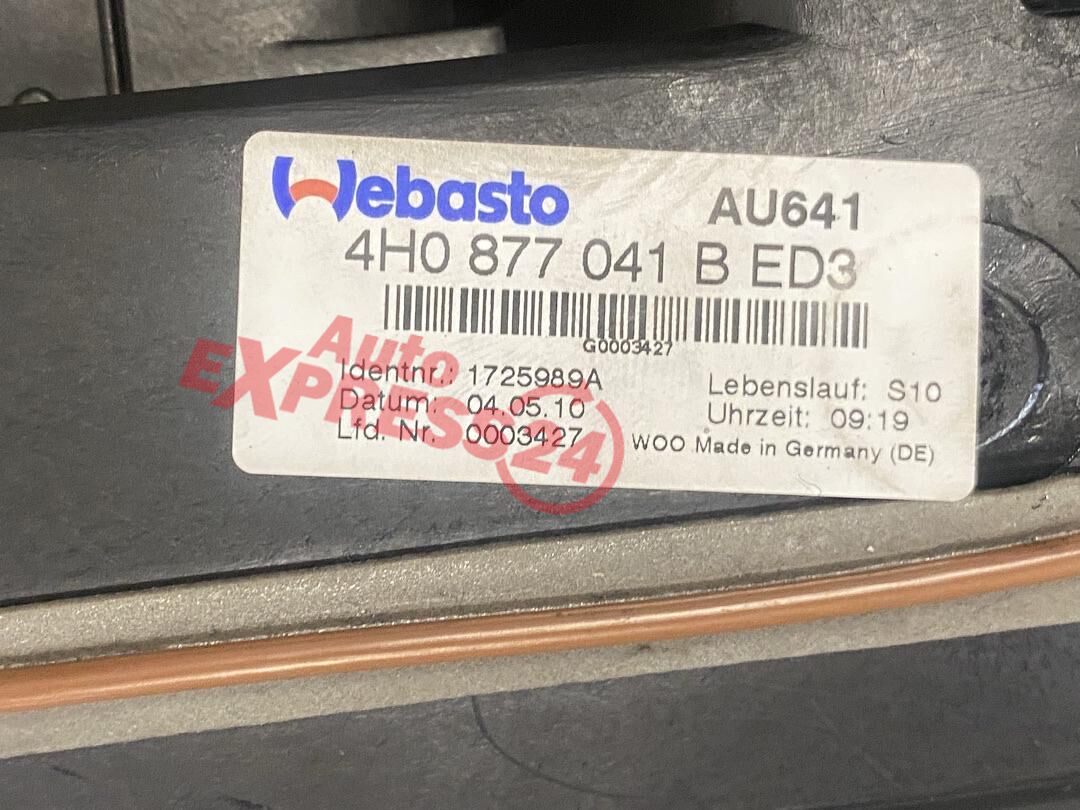 Webasto AU641
4H0 877 041 B ED3
G0003427
Identnr.: 1725989A
Datum: 04.05.10
Lfd. Nr. 0003427
Lebenslauf: S10
Uhrzeit: 09:19
WOO Made in Germany (DE)
Auto
EXPRESS24